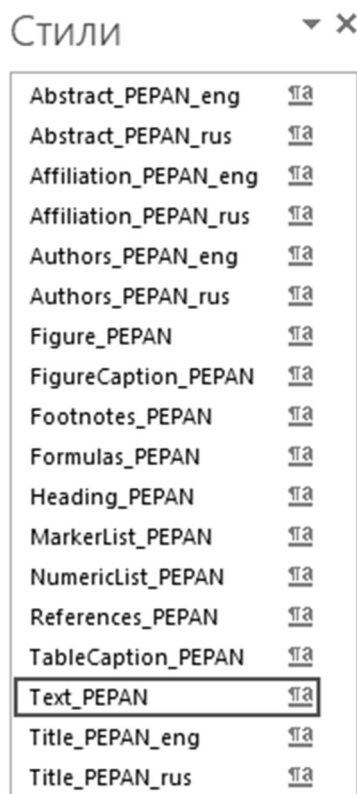 Стили
Abstract_PEPAN_eng ¶a
Abstract_PEPAN_rus ¶a
Affiliation_PEPAN_eng ¶a
Affiliation_PEPAN_rus ¶a
Authors_PEPAN_eng ¶a
Authors_PEPAN_rus ¶a
Figure_PEPAN ¶a
FigureCaption_PEPAN ¶a
Footnotes_PEPAN ¶a
Formulas_PEPAN ¶a
Heading_PEPAN ¶a
MarkerList_PEPAN ¶a
NumericList_PEPAN ¶a
References_PEPAN ¶a
TableCaption_PEPAN ¶a
Text_PEPAN ¶a
Title_PEPAN_eng ¶a
Title_PEPAN_rus ¶a